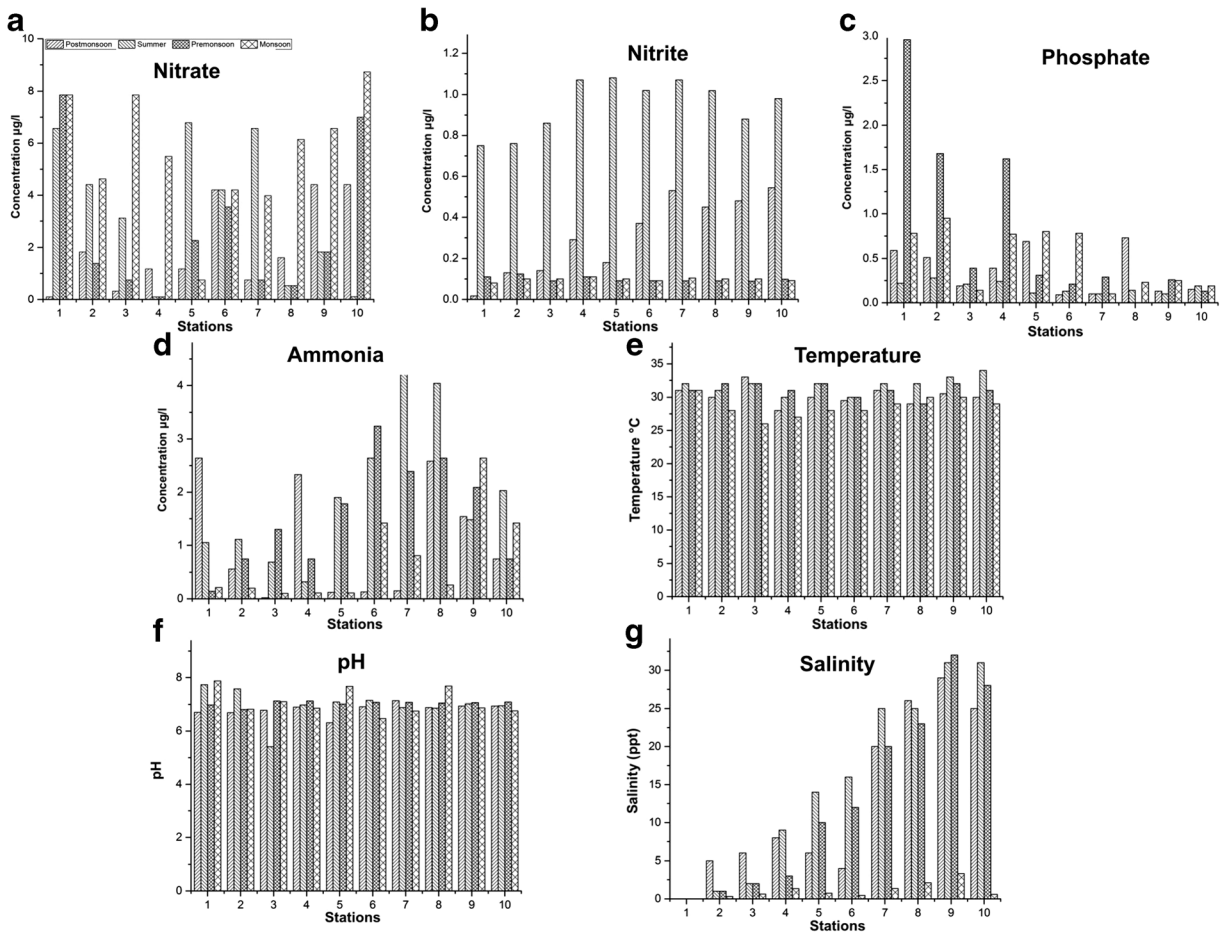 a
Postmonsoon Summer Premonsoon Monsoon
Nitrate
Concentration µg/l
10
8
6
4
2
0
1 2 3 4 5 6 7 8 9 10
Stations
b
Nitrite
Concentration µg/l
1.2
1.0
0.8
0.6
0.4
0.2
0.0
1 2 3 4 5 6 7 8 9 10
Stations
c
Phosphate
Concentration µg/l
3.0
2.5
2.0
1.5
1.0
0.5
0.0
1 2 3 4 5 6 7 8 9 10
Stations
d
Ammonia
Concentration µg/l
4
3
2
1
0
1 2 3 4 5 6 7 8 9 10
Stations
e
Temperature
Temperature °C
35
30
25
20
15
10
5
0
1 2 3 4 5 6 7 8 9 10
Stations
f
pH
pH
8
6
4
2
0
1 2 3 4 5 6 7 8 9 10
Stations
g
Salinity
Salinity (ppt)
30
25
20
15
10
5
0
1 2 3 4 5 6 7 8 9 10
Stations